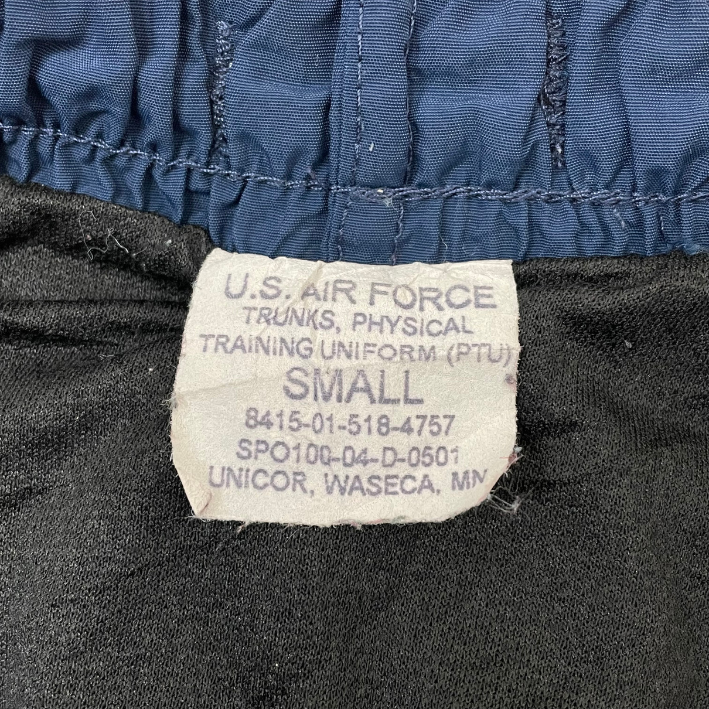 U.S. AIR FORCE
TRUNKS, PHYSICAL
TRAINING UNIFORM (PTU)
SMALL
8415-01-518-4757
SPO100-04-D-0501
UNICOR, WASECA, MN